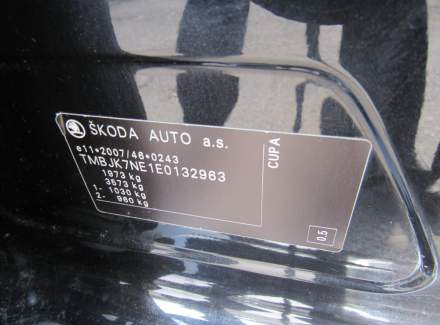 ŠKODA AUTO a.s.
e11*2007/46*0243
TMBJK7NE1E0132963
1973 kg
3573 kg
1- 1030 kg
2- 960 kg
CUPA
0.5